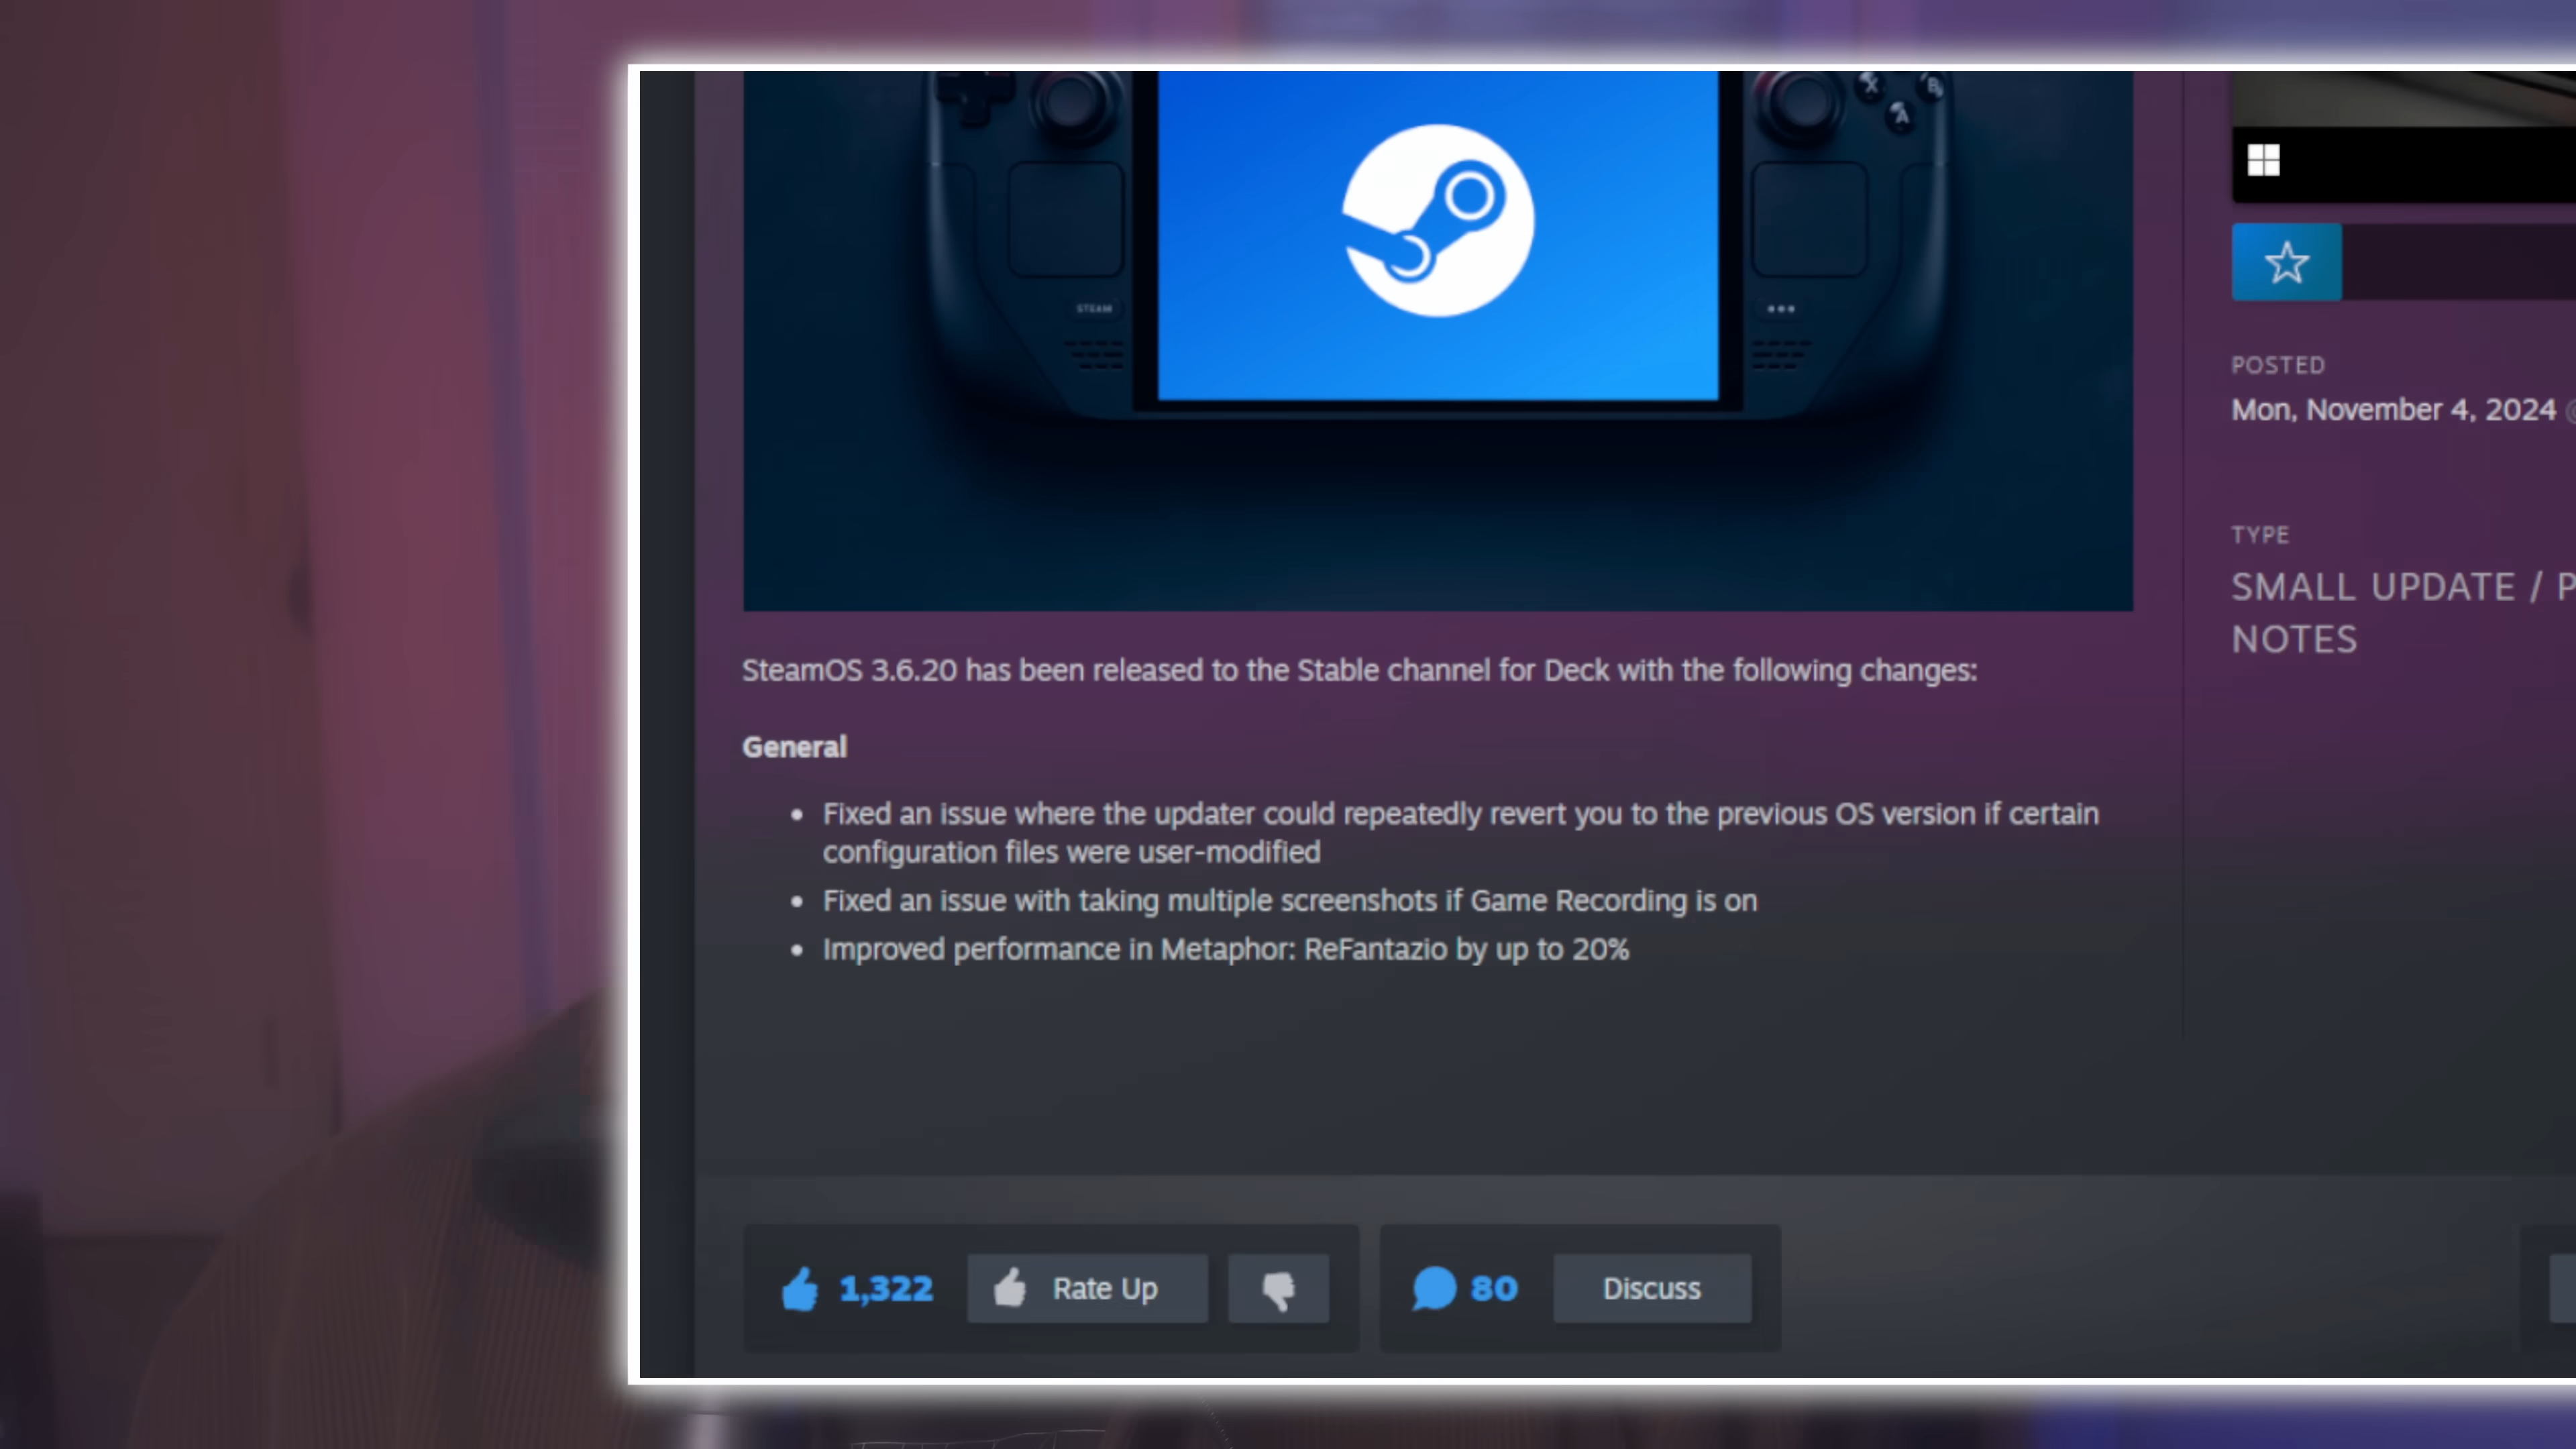 X
B
A
STEAM
POSTED
Mon, November 4, 2024
TYPE
SMALL UPDATE / P
NOTES
SteamOS 3.6.20 has been released to the Stable channel for Deck with the following changes:
General
• Fixed an issue where the updater could repeatedly revert you to the previous OS version if certain
configuration files were user-modified
• Fixed an issue with taking multiple screenshots if Game Recording is on
• Improved performance in Metaphor: ReFantazio by up to 20%
1,322
Rate Up
80
Discuss